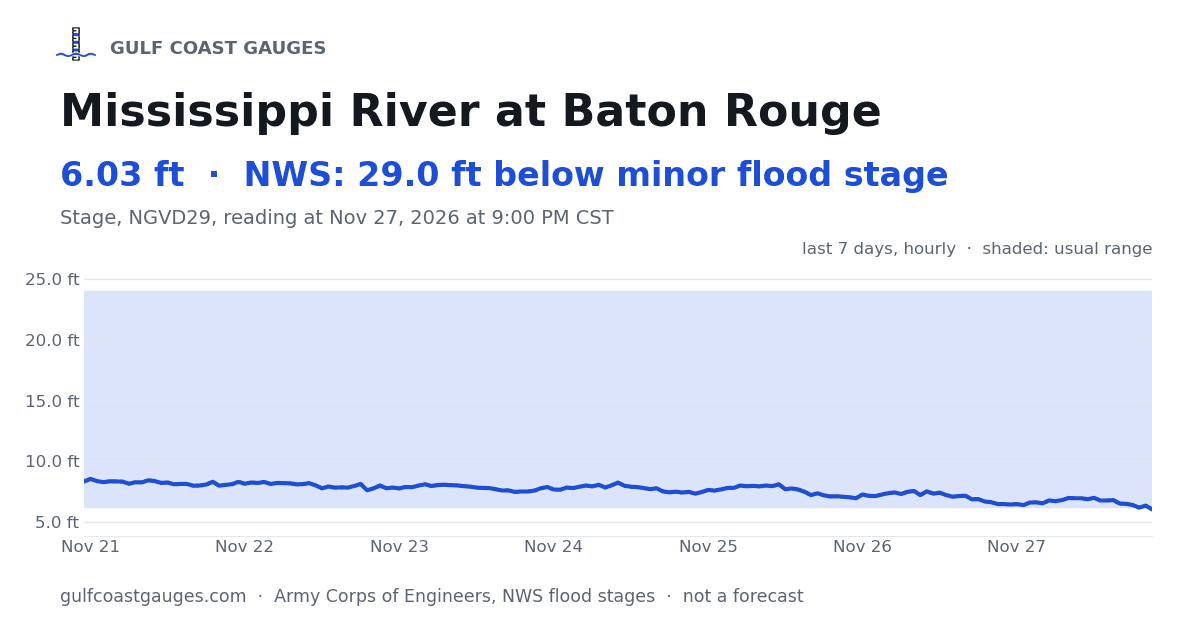 GULF COAST GAUGES
Mississippi River at Baton Rouge
6.03 ft · NWS: 29.0 ft below minor flood stage
Stage, NGVD29, reading at Nov 27, 2026 at 9:00 PM CST
last 7 days, hourly · shaded: usual range
25.0 ft
20.0 ft
15.0 ft
10.0 ft
5.0 ft
Nov 21 Nov 22 Nov 23 Nov 24 Nov 25 Nov 26 Nov 27
gulfcoastgauges.com · Army Corps of Engineers, NWS flood stages · not a forecast